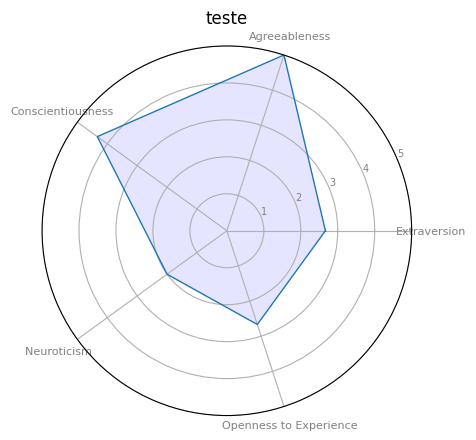 teste
Agreeableness
Conscientiousness
5
4
3
2
1
Extraversion
Neuroticism
Openness to Experience